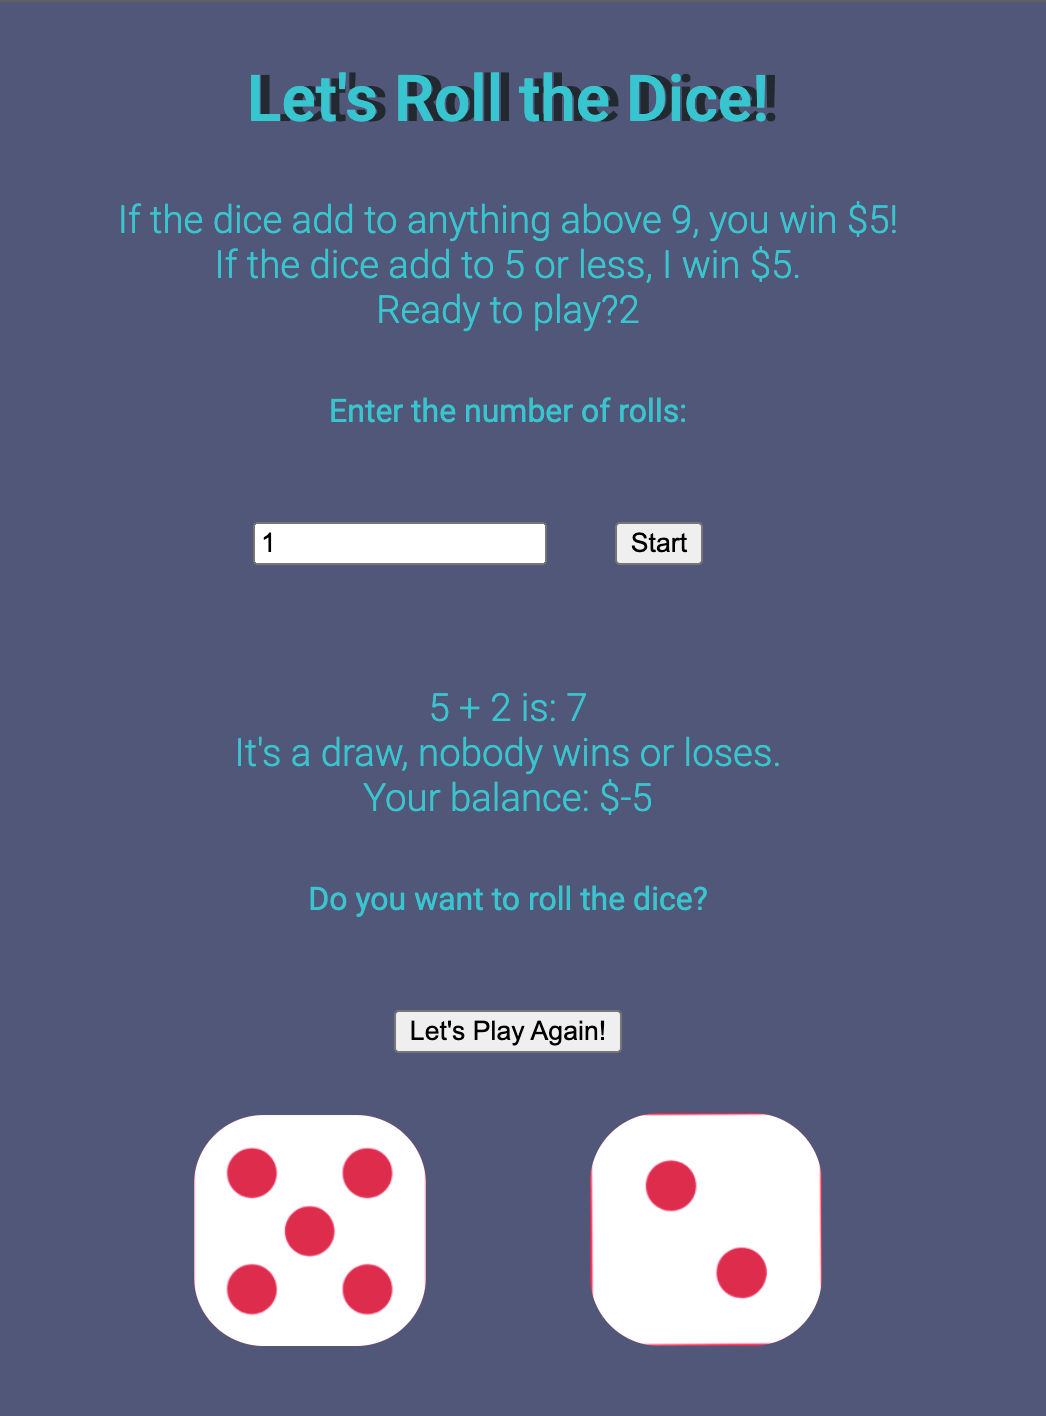 Let's Roll the Dice!
If the dice add to anything above 9, you win $5!
If the dice add to 5 or less, I win $5.
Ready to play?2
Enter the number of rolls:
1 Start
5 + 2 is: 7
It's a draw, nobody wins or loses.
Your balance: $-5
Do you want to roll the dice?
Let's Play Again!